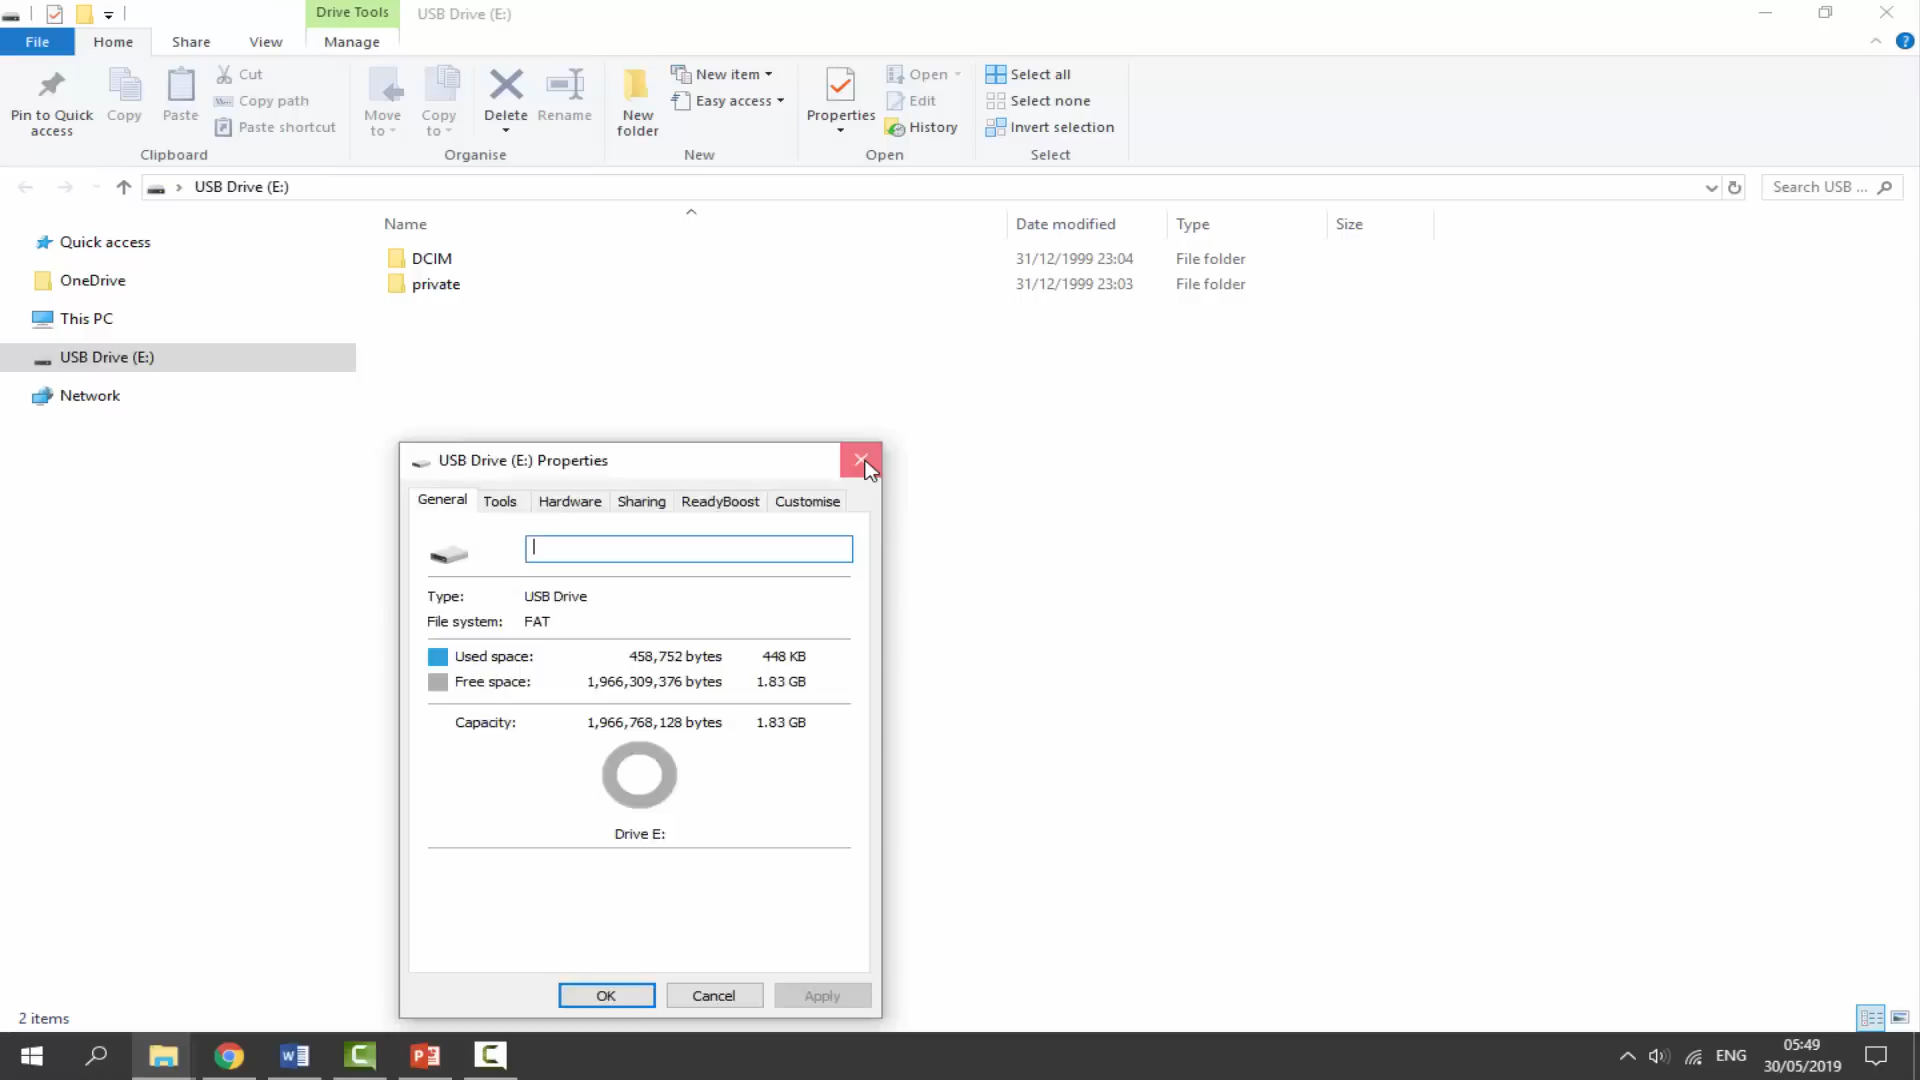 Drive Tools
USB Drive (E:)
File
Home
Share
View
Manage
Pin to Quick access
Copy
Paste
Cut
Copy path
Paste shortcut
Clipboard
Move to
Copy to
Delete
Rename
Organise
New folder
New item
Easy access
New
Properties
Open
Edit
History
Open
Select all
Select none
Invert selection
Select
USB Drive (E:)
Search USB ...
Name
Date modified
Type
Size
Quick access
OneDrive
This PC
USB Drive (E:)
Network
DCIM 31/12/1999 23:04 File folder
private 31/12/1999 23:03 File folder
USB Drive (E:) Properties
General
Tools
Hardware
Sharing
ReadyBoost
Customise
Type: USB Drive
File system: FAT
Used space: 458,752 bytes 448 KB
Free space: 1,966,309,376 bytes 1.83 GB
Capacity: 1,966,768,128 bytes 1.83 GB
Drive E:
OK
Cancel
Apply
2 items
ENG
05:49
30/05/2019